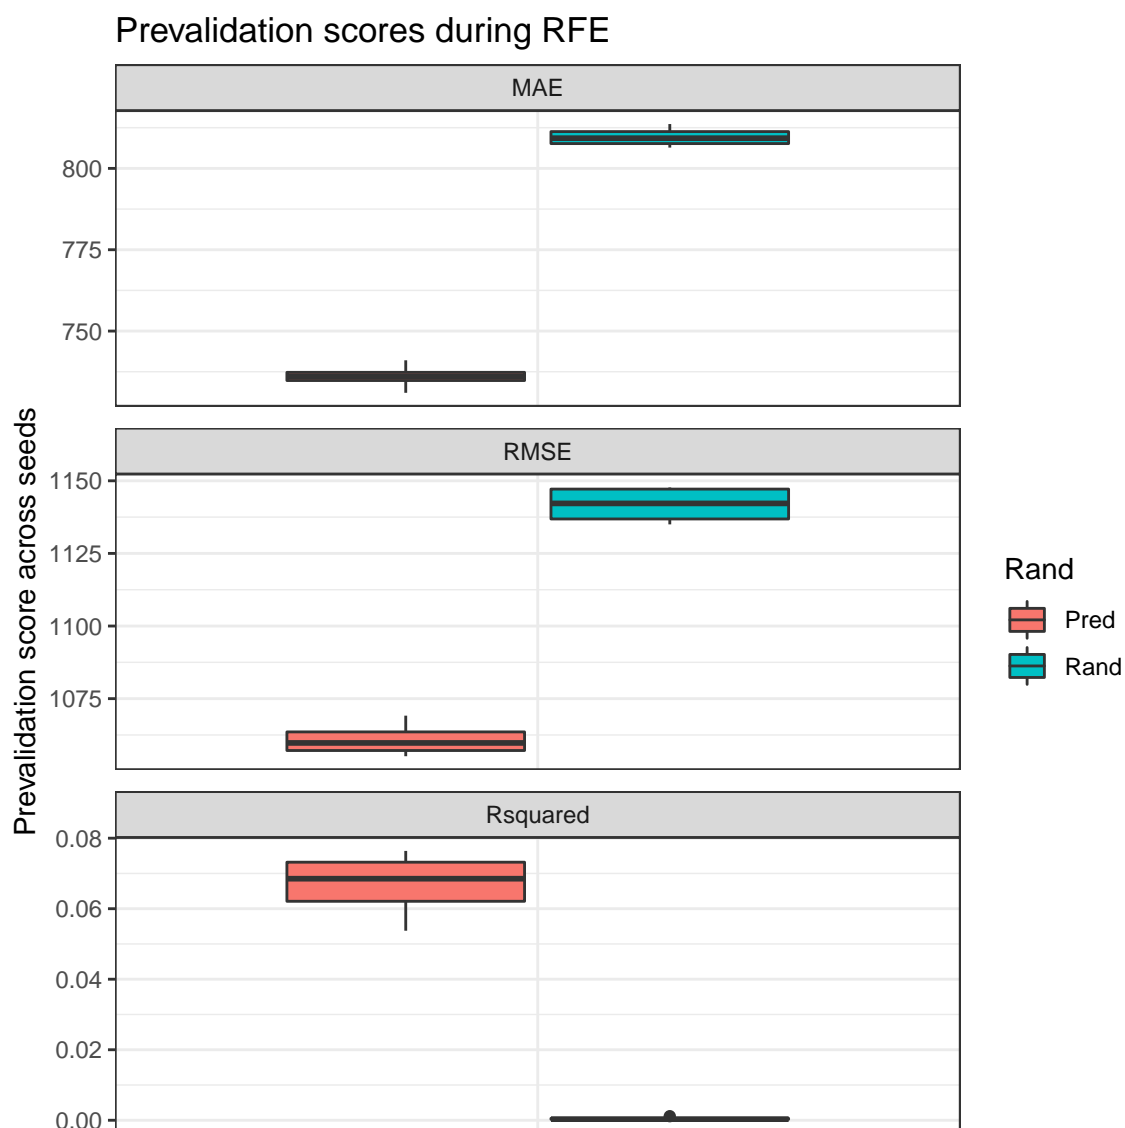 Prevalidation scores during RFE
MAE
800
775
750
Prevalidation score across seeds
RMSE
1150
1125
1100
1075
Rand
Pred
Rand
Rsquared
0.08
0.06
0.04
0.02
0.00